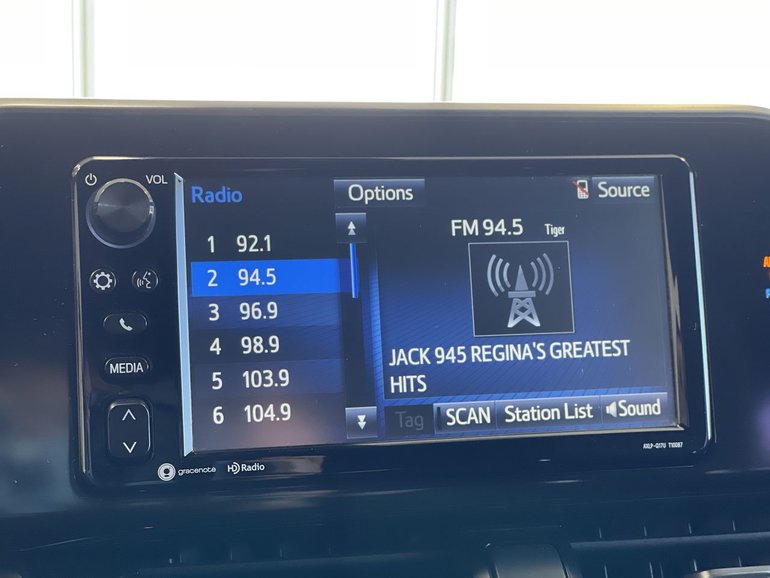 VOL
Radio
Options
Source
1 92.1
2 94.5
3 96.9
4 98.9
5 103.9
6 104.9
FM 94.5 Tiger
JACK 945 REGINA'S GREATEST
HITS
Tag
SCAN
Station List
Sound
MEDIA
gracenote
HD Radio